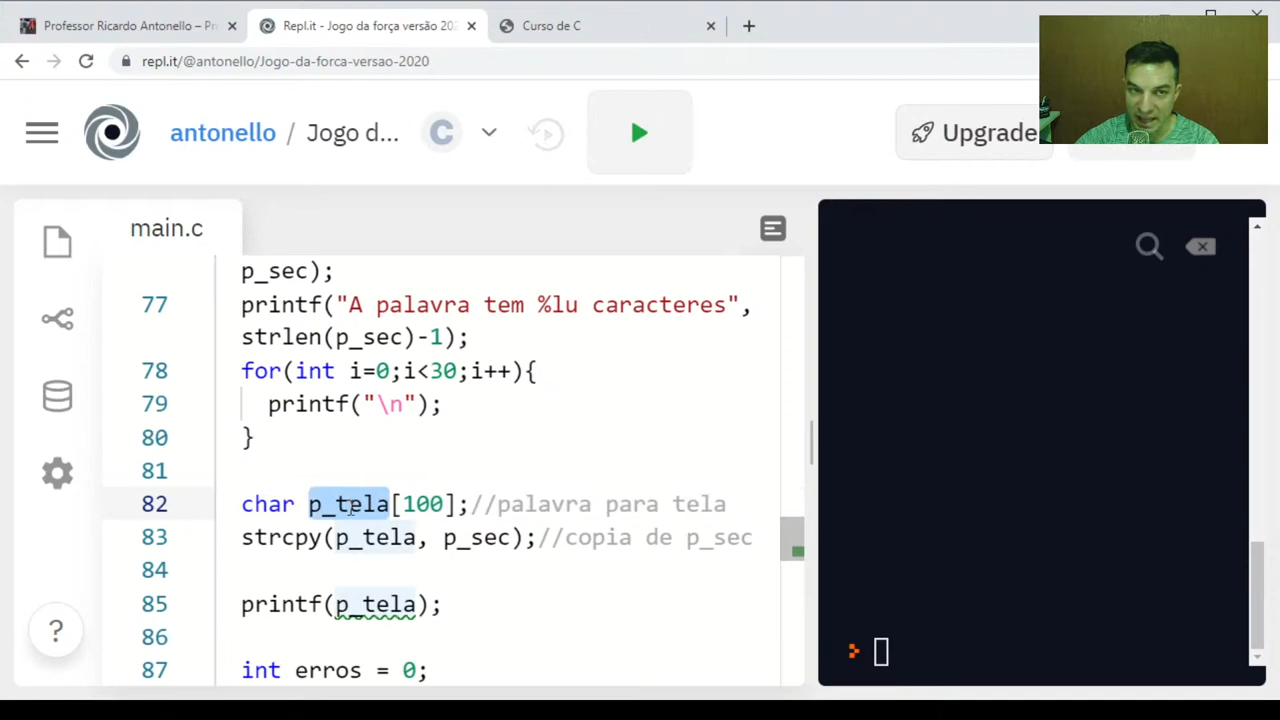 Professor Ricardo Antonello – Pr
Repl.it - Jogo da força versão 202
Curso de C
repl.it/@antonello/Jogo-da-forca-versao-2020
antonello / Jogo d...
C
Upgrade
main.c
p_sec);
77 printf("A palavra tem %lu caracteres",
strlen(p_sec)-1);
78 for(int i=0;i<30;i++){
79 printf("\n");
80 }
81
82 char p_tela[100];//palavra para tela
83 strcpy(p_tela, p_sec);//copia de p_sec
84
85 printf(p_tela);
86
87 int erros = 0;
?